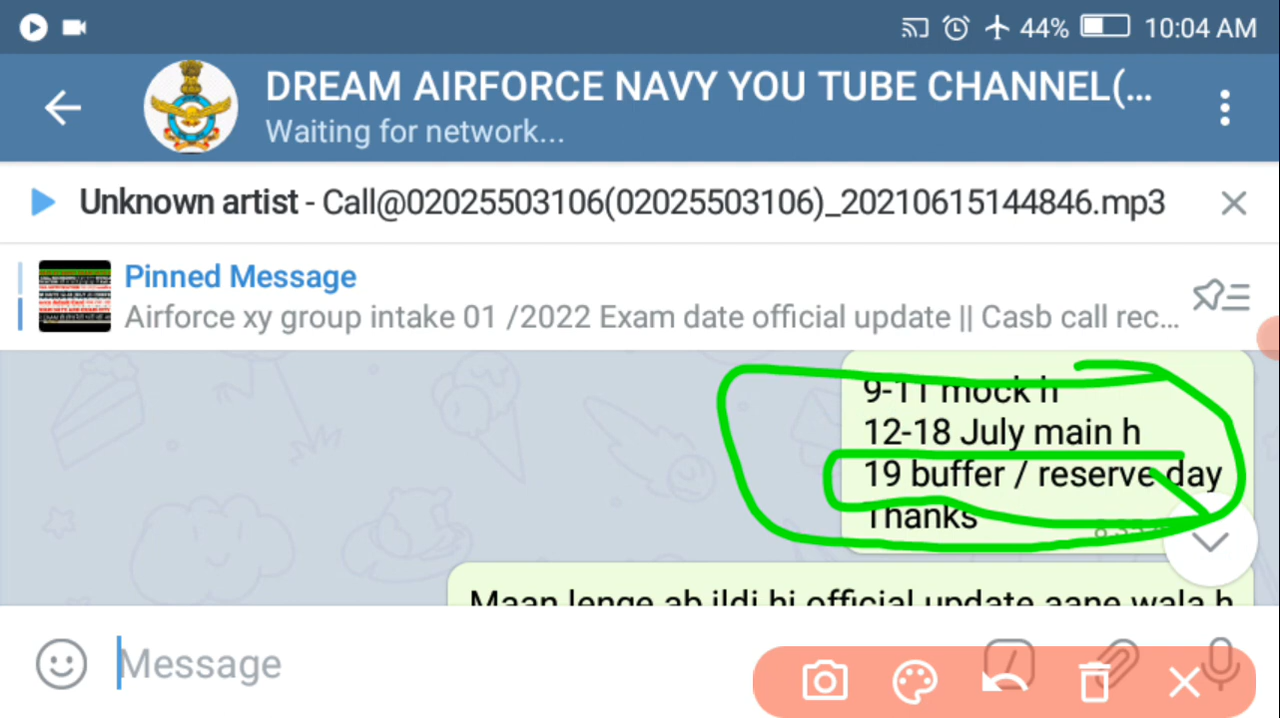 44% 10:04 AM
DREAM AIRFORCE NAVY YOU TUBE CHANNEL(...
Waiting for network...
Unknown artist - Call@02025503106(02025503106)_20210615144846.mp3
Pinned Message
Airforce xy group intake 01 /2022 Exam date official update || Casb call rec...
9-11 mock h
12-18 July main h
19 buffer / reserve day
Thanks
Maan lenge ab jldi hi official update aane wala h
Message